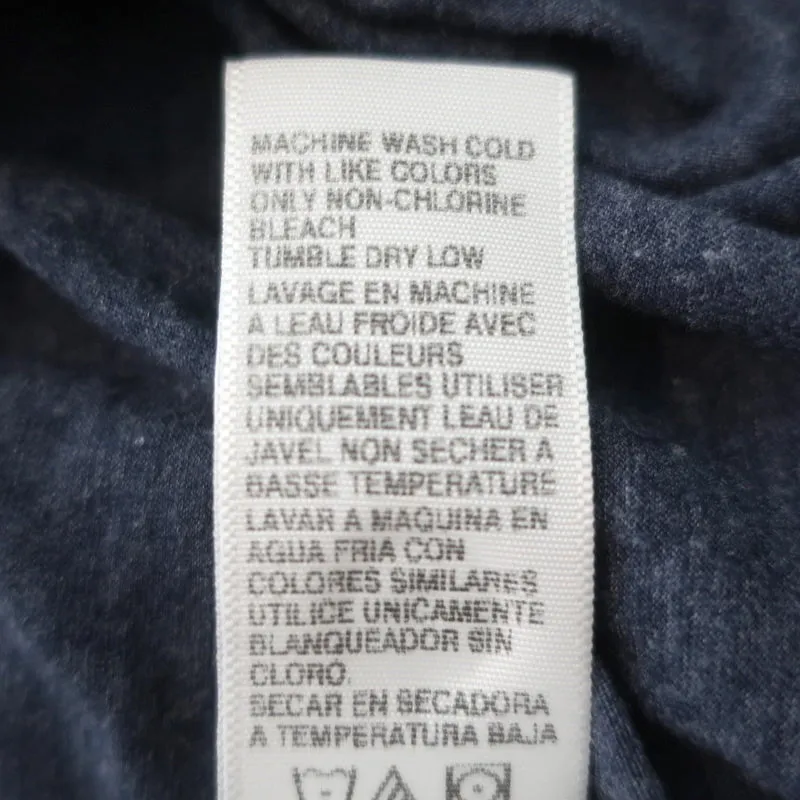 MACHINE WASH COLD
WITH LIKE COLORS
ONLY NON-CHLORINE
BLEACH
TUMBLE DRY LOW
LAVAGE EN MACHINE
A LEAU FROIDE AVEC
DES COULEURS
SEMBLABLES UTILISER
UNIQUEMENT LEAU DE
JAVEL NON SECHER A
BASSE TEMPERATURE
LAVAR A MAQUINA EN
AGUA FRIA CON
COLORES SIMILARES
UTILICE UNICAMENTE
BLANQUEADOR SIN
CLORO.
SECAR EN SECADORA
A TEMPERATURA BAJA